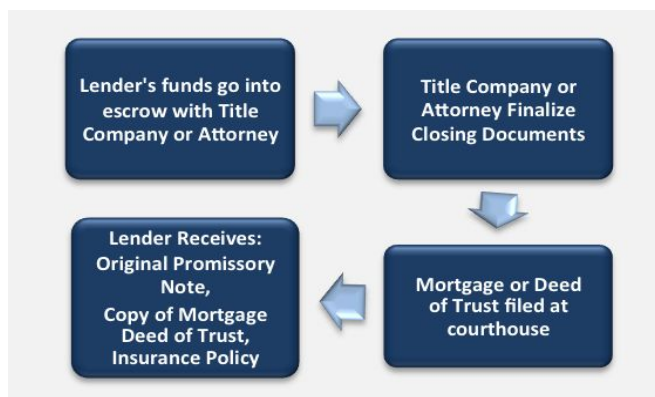 Lender's funds go into
escrow with Title
Company or Attorney
Title Company or
Attorney Finalize
Closing Documents
Mortgage or Deed
of Trust filed at
courthouse
Lender Receives:
Original Promissory
Note,
Copy of Mortgage
Deed of Trust,
Insurance Policy